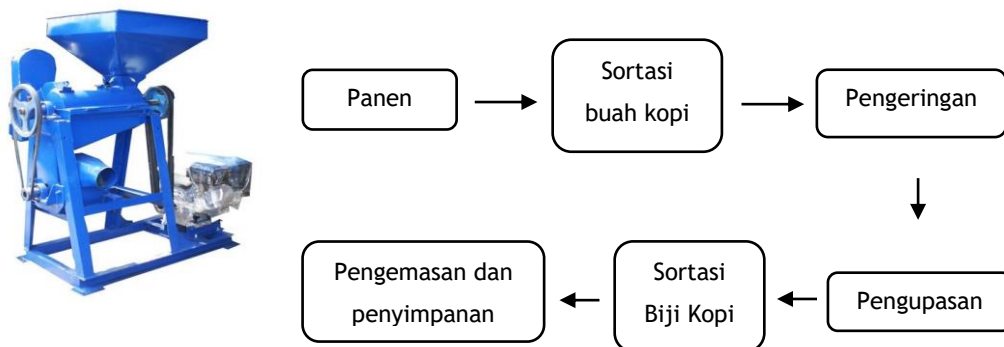 Panen
Sortasi
buah kopi
Pengeringan
Pengupasan
Sortasi
Biji Kopi
Pengemasan dan
penyimpanan